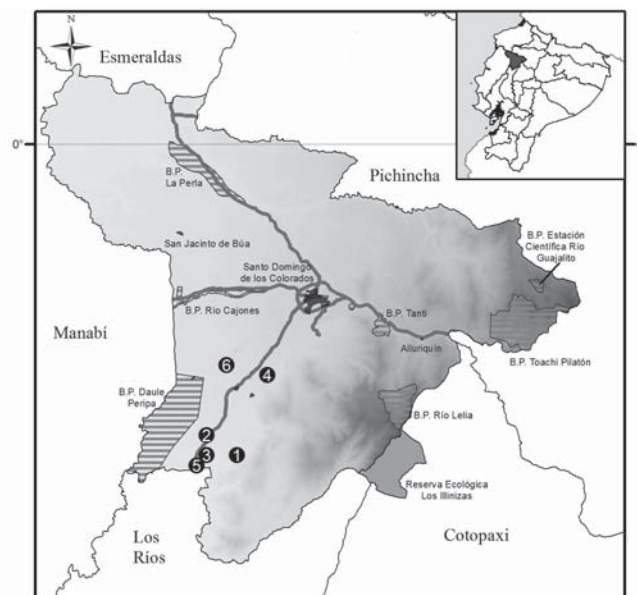 N
Esmeraldas
0°
Pichincha
B.P.
La Perla
B.P. Estación
Científica Río
Guajalito
San Jacinto de Búa
Santo Domingo
de los Colorados
B.P. Río Cajones
B.P. Tanti
Alluriquín
Manabí
B.P. Toachi Pilatón
6
4
B.P. Daule
Peripa
B.P. Río Lelia
2
3
1
5
Reserva Ecológica
Los Illinizas
Los
Ríos
Cotopaxi